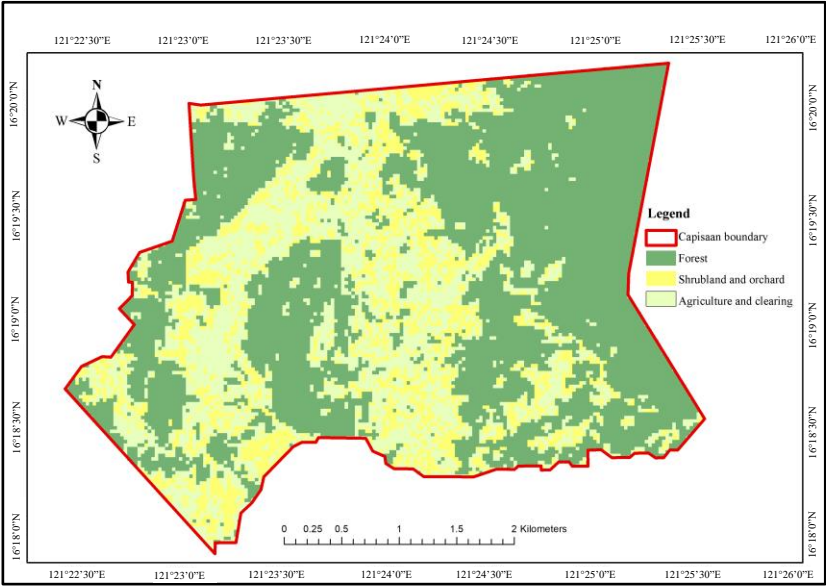 121°22'30"E 121°23'0"E 121°23'30"E 121°24'0"E 121°24'30"E 121°25'0"E 121°25'30"E 121°26'0"E
16°20'0"N
16°20'0"N
N
W E
S
16°19'30"N
16°19'30"N
Legend
Capisaan boundary
Forest
Shrubland and orchard
Agriculture and clearing
16°19'0"N
16°19'0"N
16°18'30"N
16°18'30"N
16°18'0"N
16°18'0"N
0 0.25 0.5 1 1.5 2 Kilometers
121°22'30"E 121°23'0"E 121°23'30"E 121°24'0"E 121°24'30"E 121°25'0"E 121°25'30"E 121°26'0"E